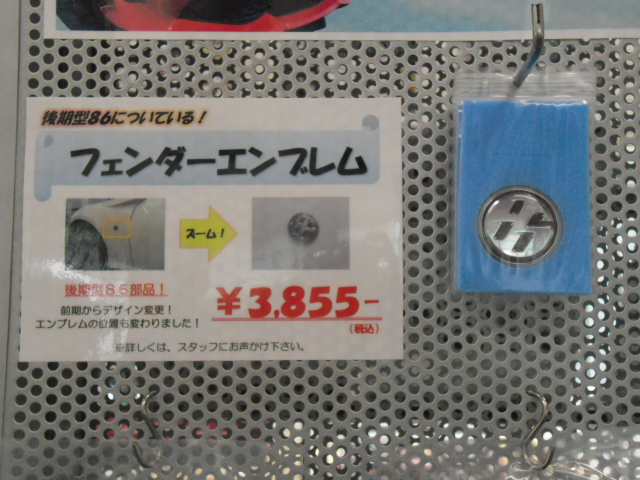 後期型86についている！
フェンダーエンブレム
ズーム！
後期型８６部品！
前期からデザイン変更！
エンブレムの位置も変わりました！
￥3,855-
（税込）
※詳しくは、スタッフにお声かけ下さい。